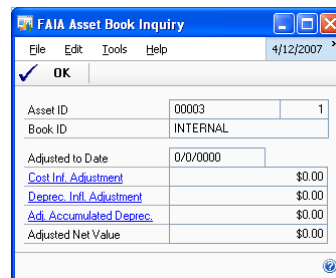 FAIA Asset Book Inquiry
File Edit Tools Help 4/12/2007 »
OK
Asset ID 00003 1
Book ID INTERNAL
Adjusted to Date 0/0/0000
Cost Inf. Adjustment $0.00
Deprec. Infl. Adjustment $0.00
Adj. Accumulated Deprec. $0.00
Adjusted Net Value $0.00